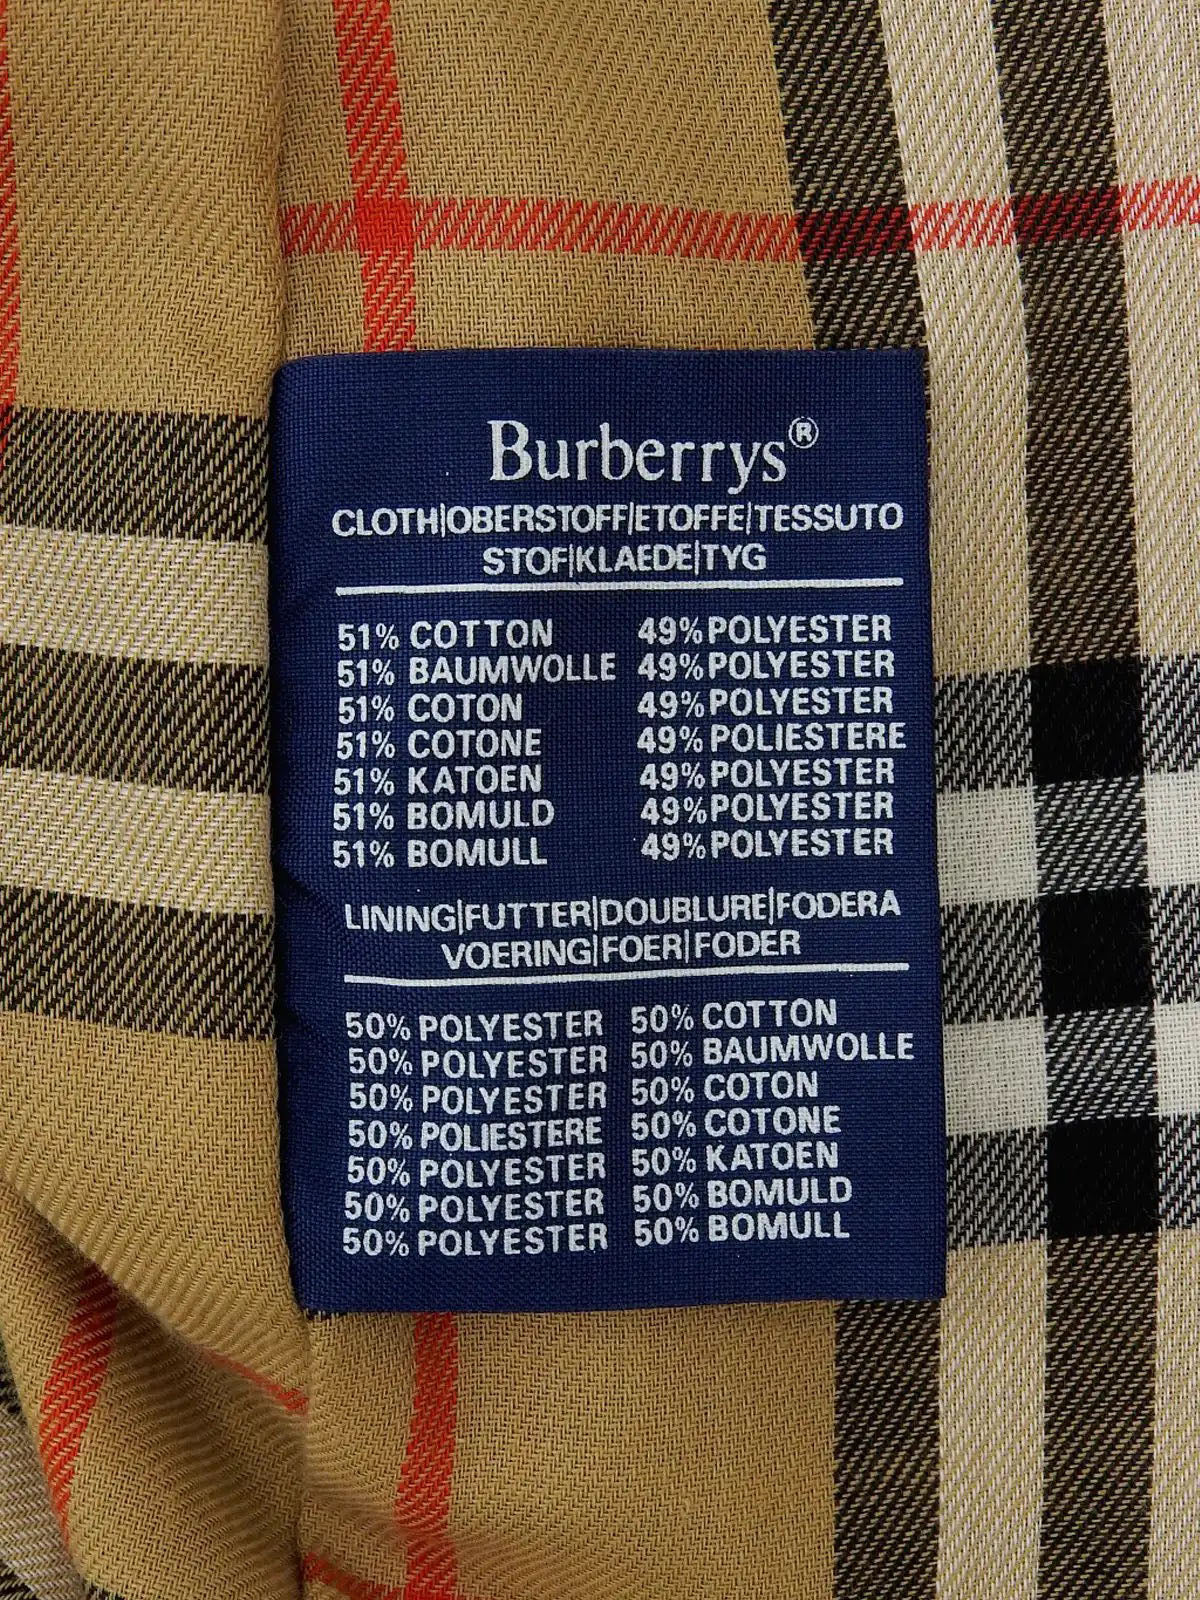 Burberrys®
CLOTH|OBERSTOFF|ETOFFE|TESSUTO
STOF|KLAEDE|TYG
51% COTTON 49% POLYESTER
51% BAUMWOLLE 49% POLYESTER
51% COTON 49% POLYESTER
51% COTONE 49% POLIESTERE
51% KATOEN 49% POLYESTER
51% BOMULD 49% POLYESTER
51% BOMULL 49% POLYESTER
LINING|FUTTER|DOUBLURE|FODERA
VOERING|FOER|FODER
50% POLYESTER 50% COTTON
50% POLYESTER 50% BAUMWOLLE
50% POLYESTER 50% COTON
50% POLIESTERE 50% COTONE
50% POLYESTER 50% KATOEN
50% POLYESTER 50% BOMULD
50% POLYESTER 50% BOMULL